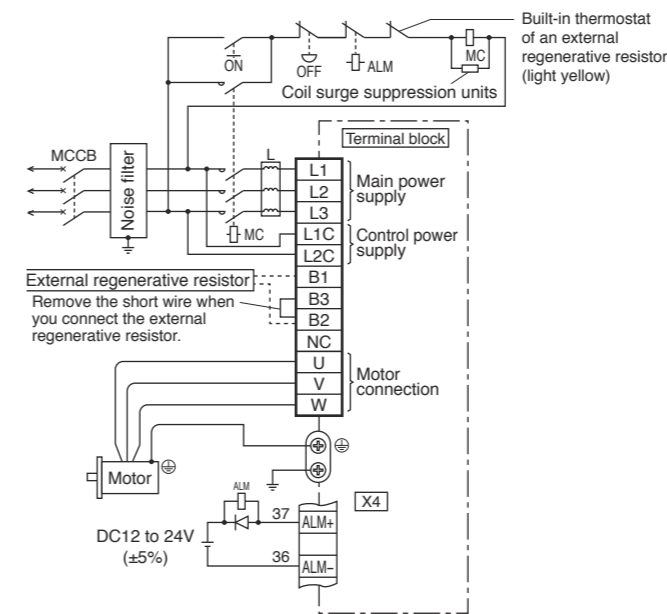 Built-in thermostat
of an external
regenerative resistor
(light yellow)
ON
OFF
ALM
MC
Coil surge suppression units
MCCB
Noise filter
L
MC
Terminal block
L1
L2
L3
Main power
supply
L1C
L2C
Control power
supply
B1
B3
B2
External regenerative resistor
Remove the short wire when
you connect the external
regenerative resistor.
NC
U
V
W
Motor
connection
Motor
ALM
DC12 to 24V
(±5%)
37
ALM+
36
ALM−
X4